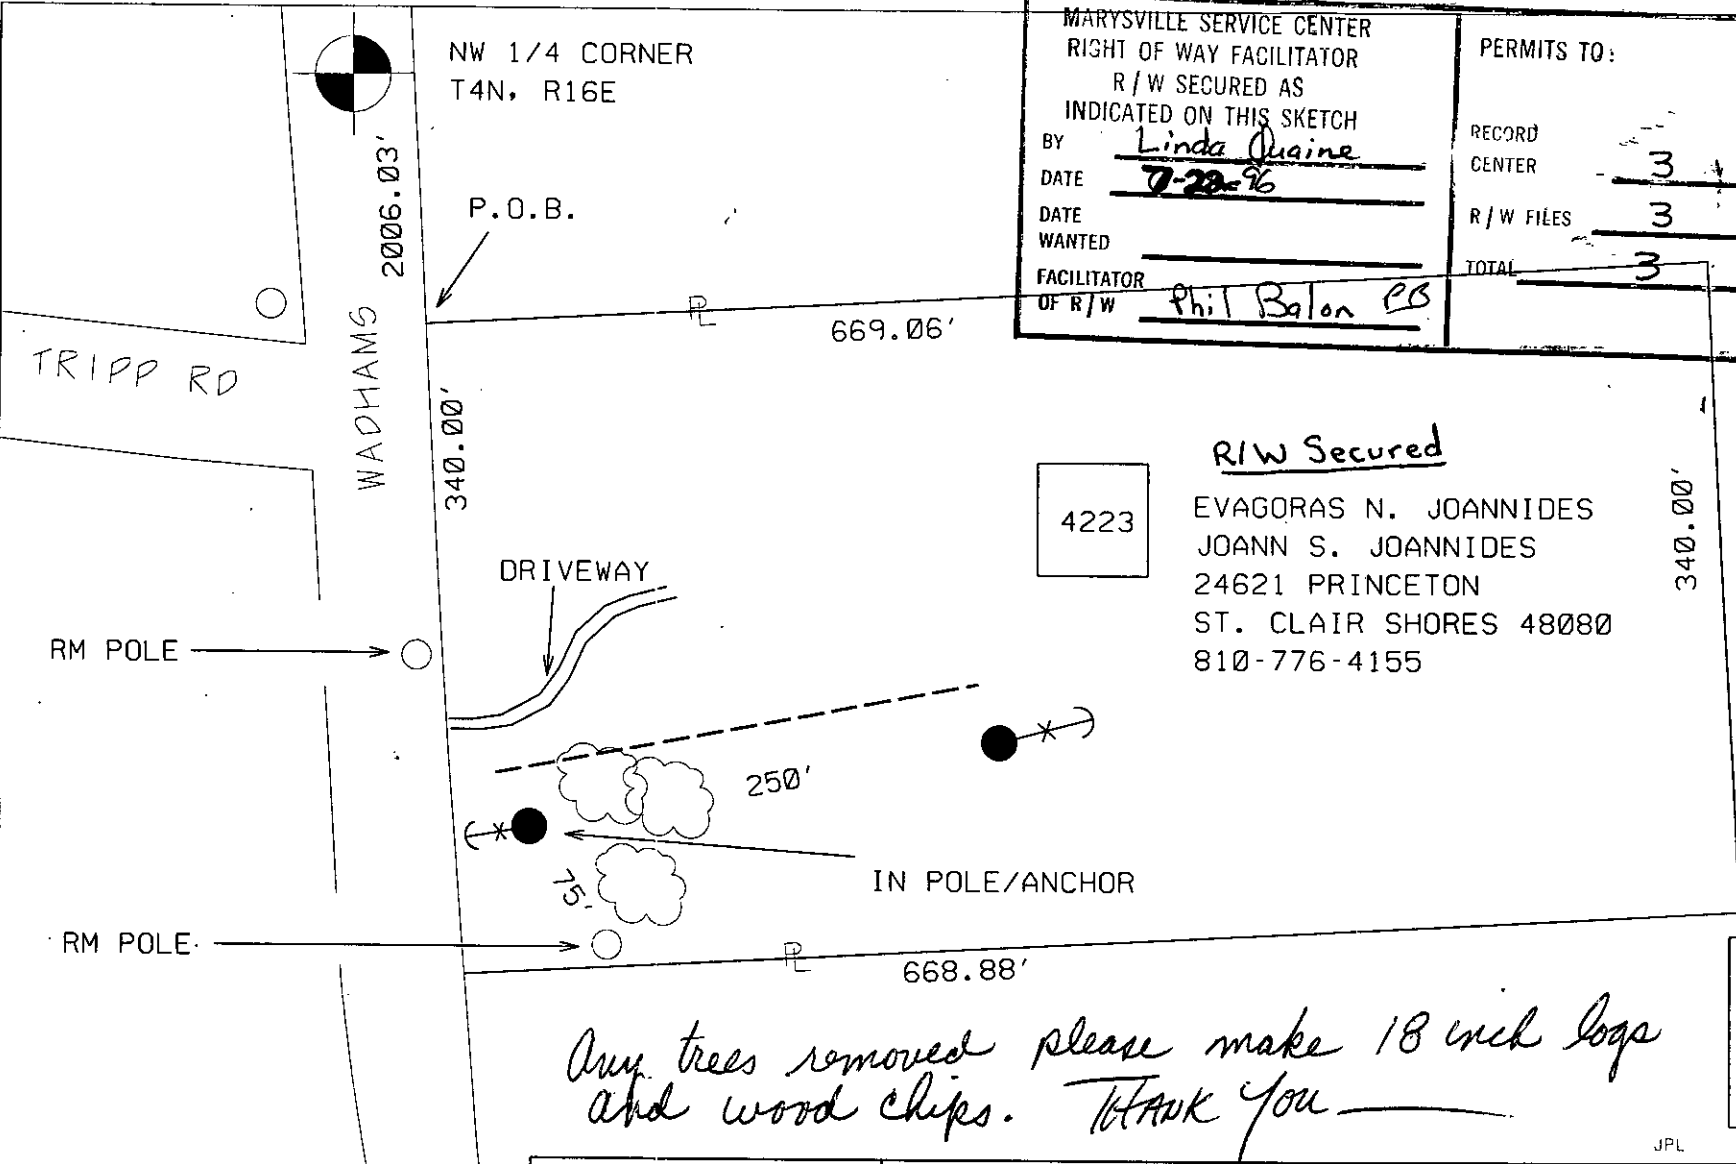 MARYSVILLE SERVICE CENTER
RIGHT OF WAY FACILITATOR
R/W SECURED AS
INDICATED ON THIS SKETCH
BY Linda Quaine
DATE -96
DATE
WANTED
FACILITATOR
OF R/W Phil Balon PB
PERMITS TO:
RECORD
CENTER 3
R/W FILES 3
TOTAL 3
NW 1/4 CORNER
T4N, R16E
2006.03'
P.O.B.
PL
669.06'
TRIPP RD
WADHAMS
340.00'
R/W Secured
4223
EVAGORAS N. JOANNIDES
JOANN S. JOANNIDES
24621 PRINCETON
ST. CLAIR SHORES 48080
810-776-4155
340.00'
DRIVEWAY
RM POLE
250'
75'
IN POLE/ANCHOR
RM POLE
PL
668.88'
Any trees removed please make 18 inch logs
and wood chips. THANK YOU
JPL